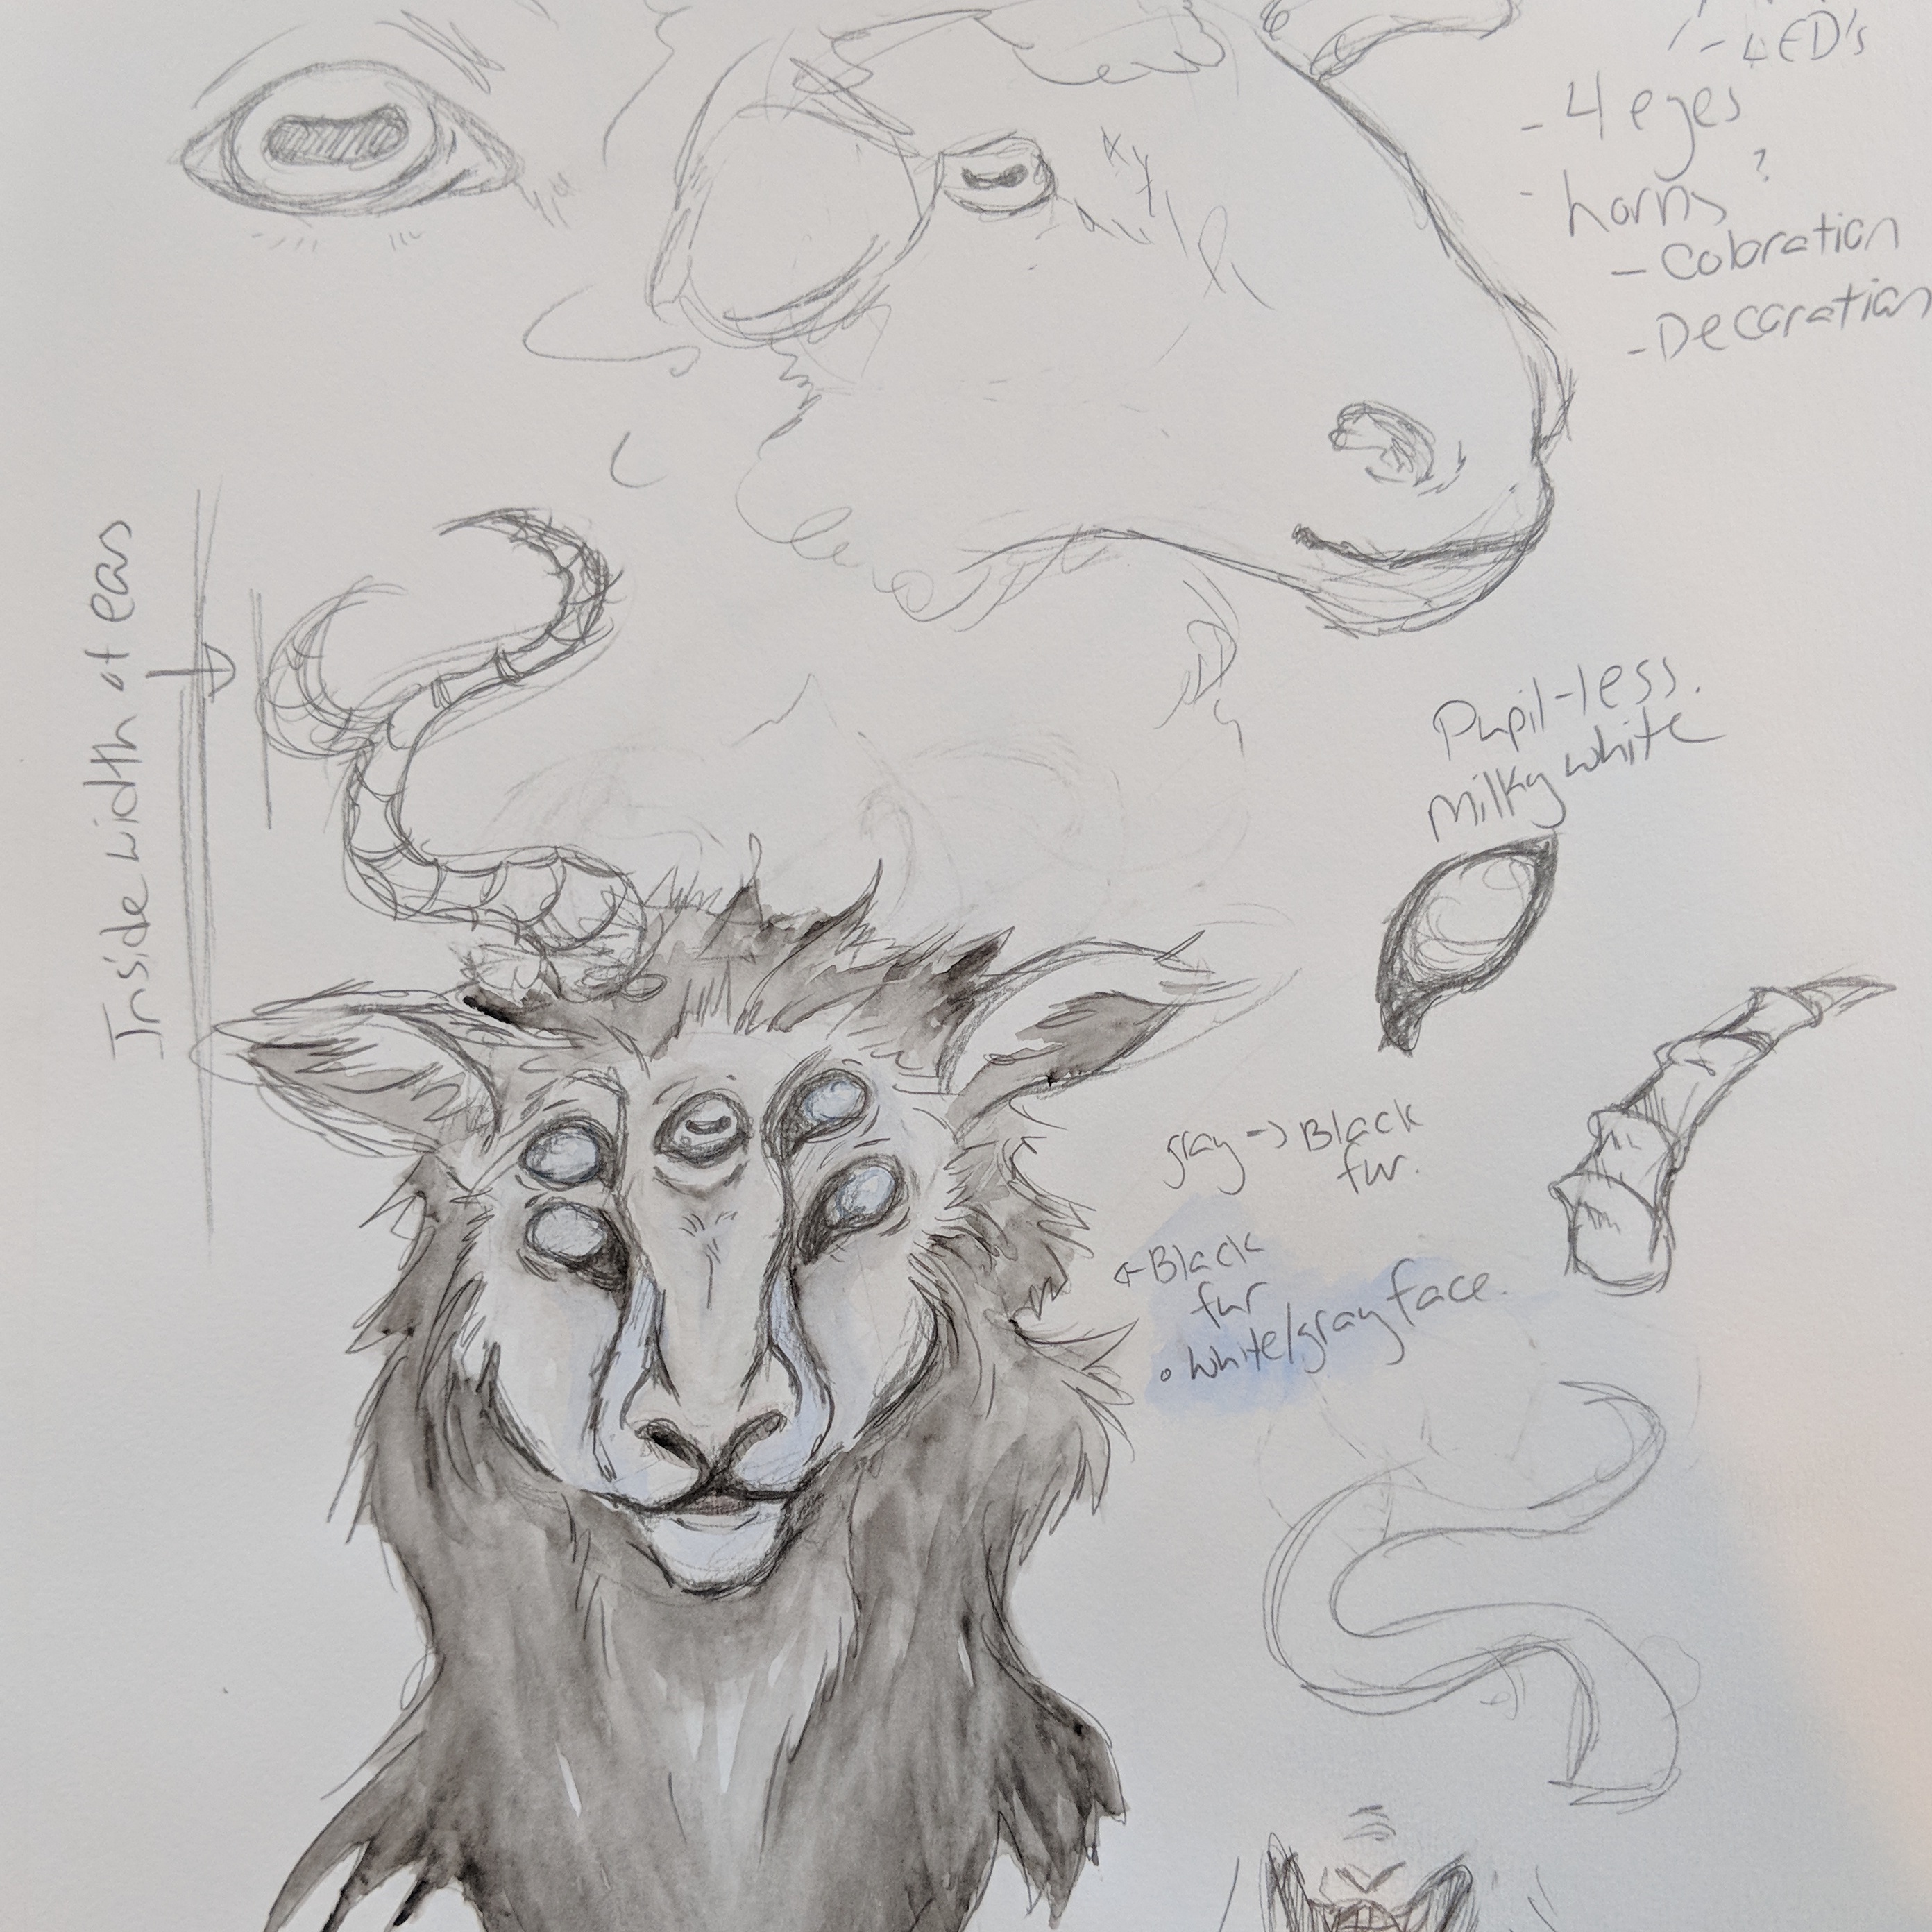 - LED's
- 4 eyes
- horns ?
- Coloration
- Decoration
Inside width of ears
Pupil-less.
Milky white
gray -> Black
fur.
← Black
fur
• white/gray face.